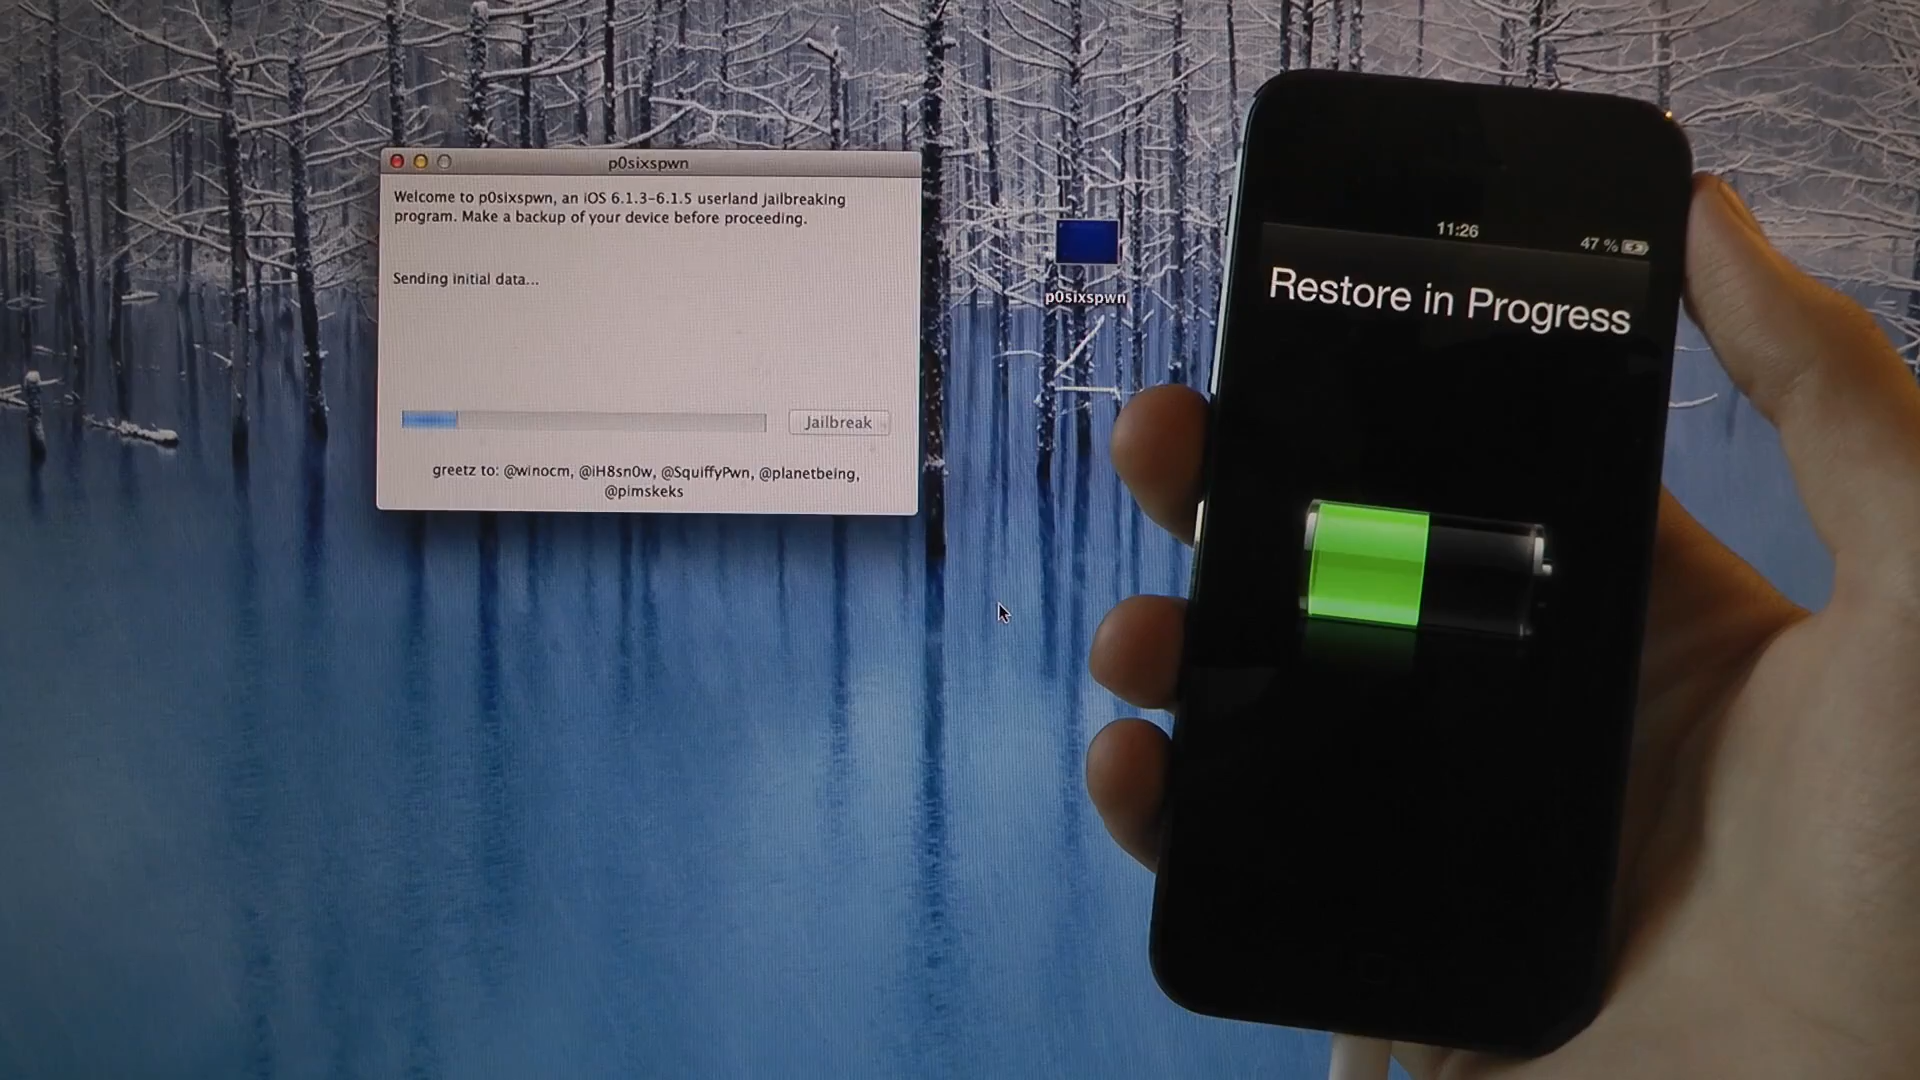 p0sixspwn
Welcome to p0sixspwn, an iOS 6.1.3-6.1.5 userland jailbreaking
program. Make a backup of your device before proceeding.
Sending initial data...
Jailbreak
greetz to: @winocm, @iH8sn0w, @SquiffyPwn, @planetbeing,
@pimskeks
p0sixspwn
11:26
47 %
Restore in Progress